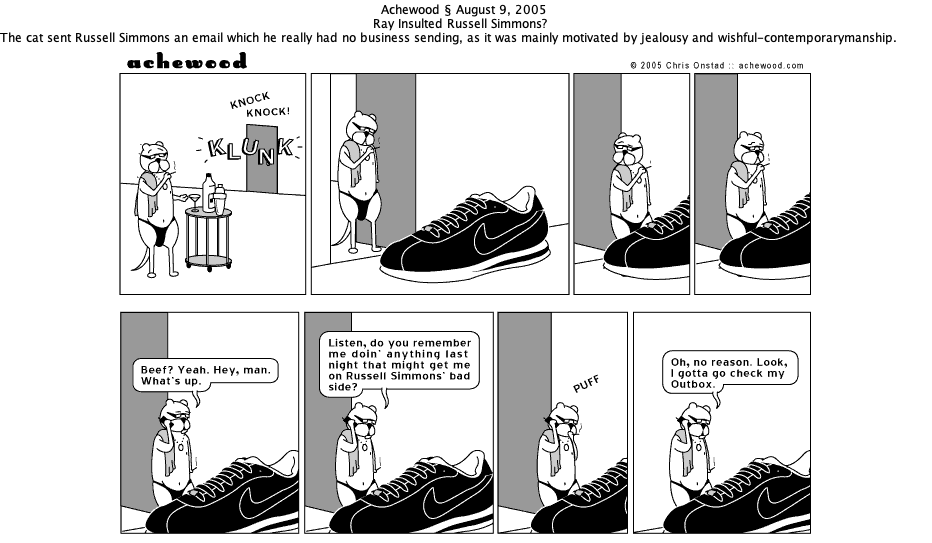 Achewood § August 9, 2005
Ray Insulted Russell Simmons?
The cat sent Russell Simmons an email which he really had no business sending, as it was mainly motivated by jealousy and wishful-contemporarymanship.
achewood
© 2005 Chris Onstad :: achewood.com
KNOCK
KNOCK!
KLUNK
Beef? Yeah. Hey, man.
What's up.
Listen, do you remember
me doin' anything last
night that might get me
on Russell Simmons' bad
side?
PUFF
Oh, no reason. Look,
I gotta go check my
Outbox.